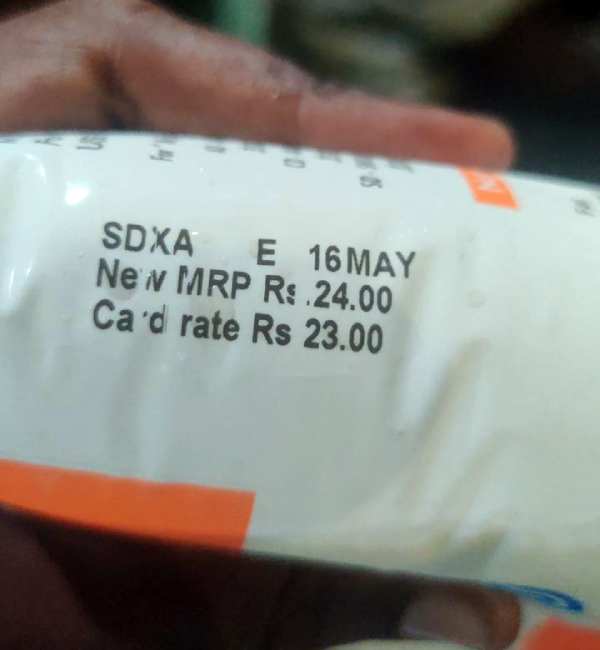 SDXA E 16MAY
New MRP Rs.24.00
Card rate Rs 23.00